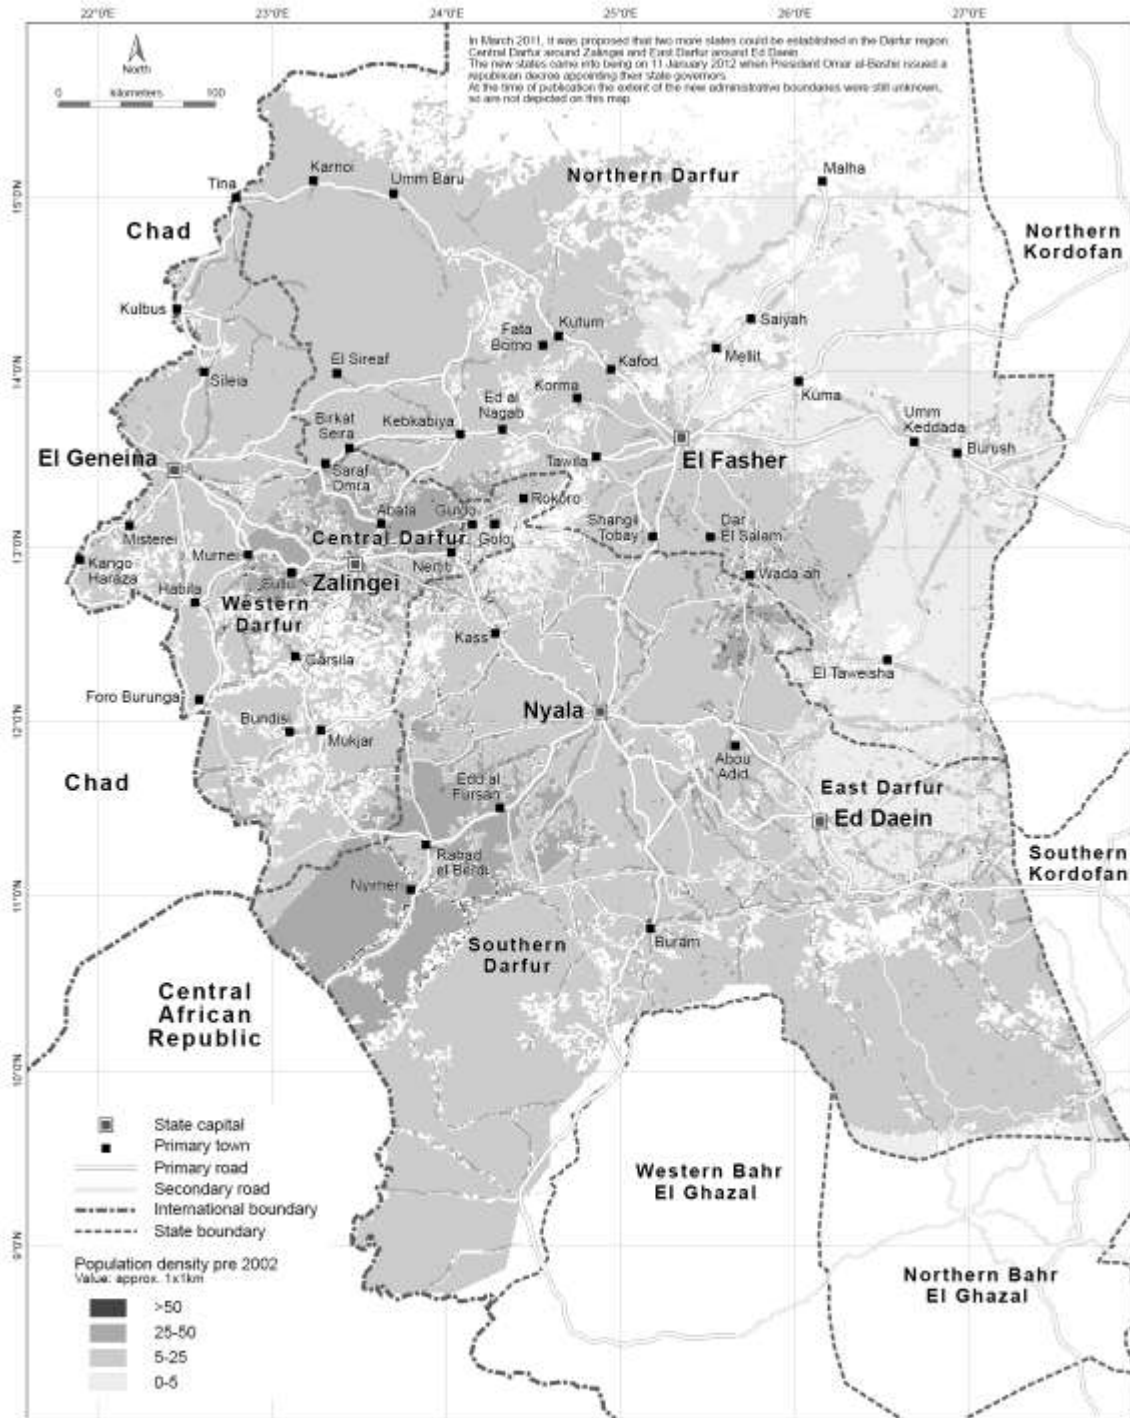 22°0'E
23°0'E
24°0'E
25°0'E
26°0'E
27°0'E
In March 2011, it was proposed that two more states could be established in the Darfur region:
Central Darfur around Zalingei and East Darfur around Ed Daein
The new states came into being on 11 January 2012 when President Omar al-Bashir issued a
republican decree appointing their state governors.
At the time of publication the extent of the new administrative boundaries were still unknown,
so are not depicted on this map
North
0 kilometers 100
15°0'N
14°0'N
13°0'N
12°0'N
11°0'N
10°0'N
9°0'N
Karnoi
Tina
Umm Baru
Northern Darfur
Malha
Chad
Northern
Kordofan
Kulbus
Fata
Borno
Kutum
Saiyah
El Sireaf
Kafod
Mellit
Sileia
Korma
Kuma
Birkat
Seira
Kebkabiya
Ed al
Nagab
Umm
Keddada
Burush
El Geneina
Saraf
Omra
Tawila
El Fasher
Rokoro
Abata
Guldo
Golo
Shangil
Tobay
Dar
El Salam
Misterei
Central Darfur
Murnei
Nertiti
Kango
Haraza
Sullu
Zalingei
Wada ah
Habila
Western
Darfur
Kass
Garsila
El Taweisha
Foro Burunga
Nyala
Bundisi
Mukjar
Abou
Adid
Chad
Edd al
Fursan
East Darfur
Ed Daein
Rahad
el Berdi
Southern
Kordofan
Nyimer
Buram
Southern
Darfur
Central
African
Republic
Western Bahr
El Ghazal
Northern Bahr
El Ghazal
State capital
Primary town
Primary road
Secondary road
International boundary
State boundary
Population density pre 2002
Value: approx. 1x1km
>50
25-50
5-25
0-5